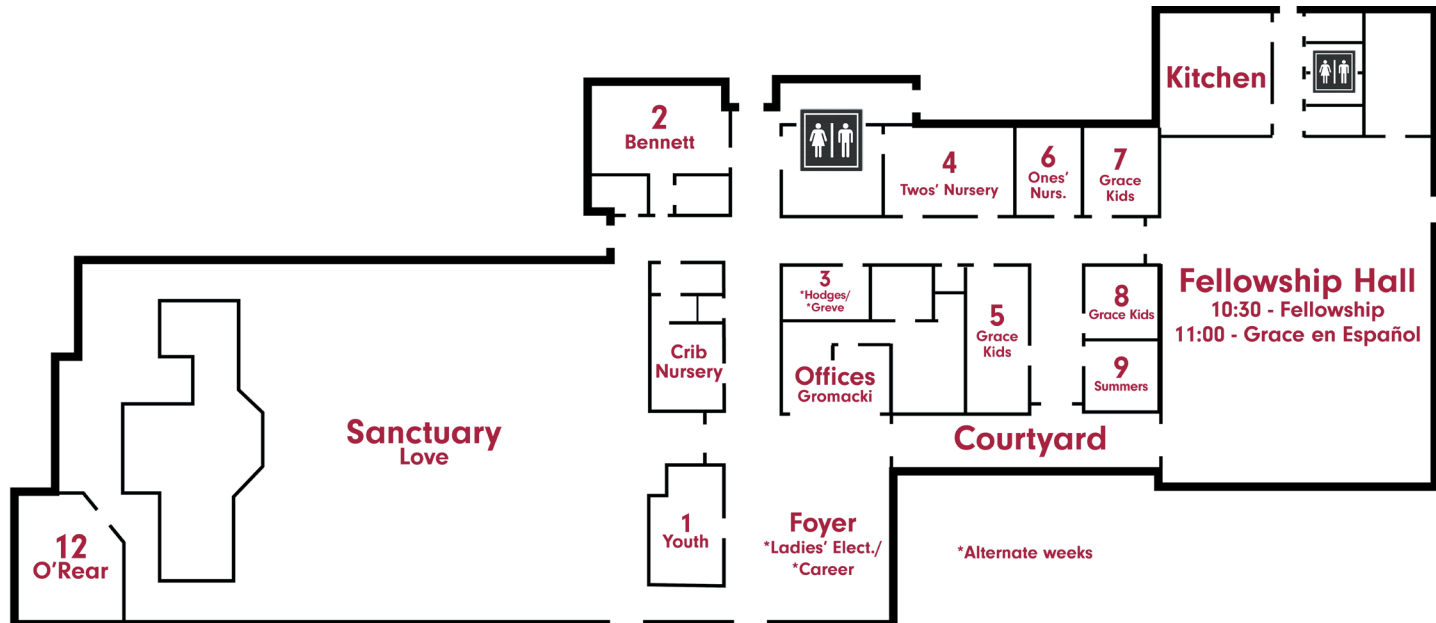 Kitchen
2
Bennett
4
Twos' Nursery
6
Ones'
Nurs.
7
Grace
Kids
3
*Hodges/
*Greve
5
Grace
Kids
8
Grace Kids
9
Summers
Fellowship Hall
10:30 - Fellowship
11:00 - Grace en Español
Crib
Nursery
Offices
Gromacki
Sanctuary
Love
Courtyard
12
O'Rear
1
Youth
Foyer
*Ladies' Elect./
*Career
*Alternate weeks